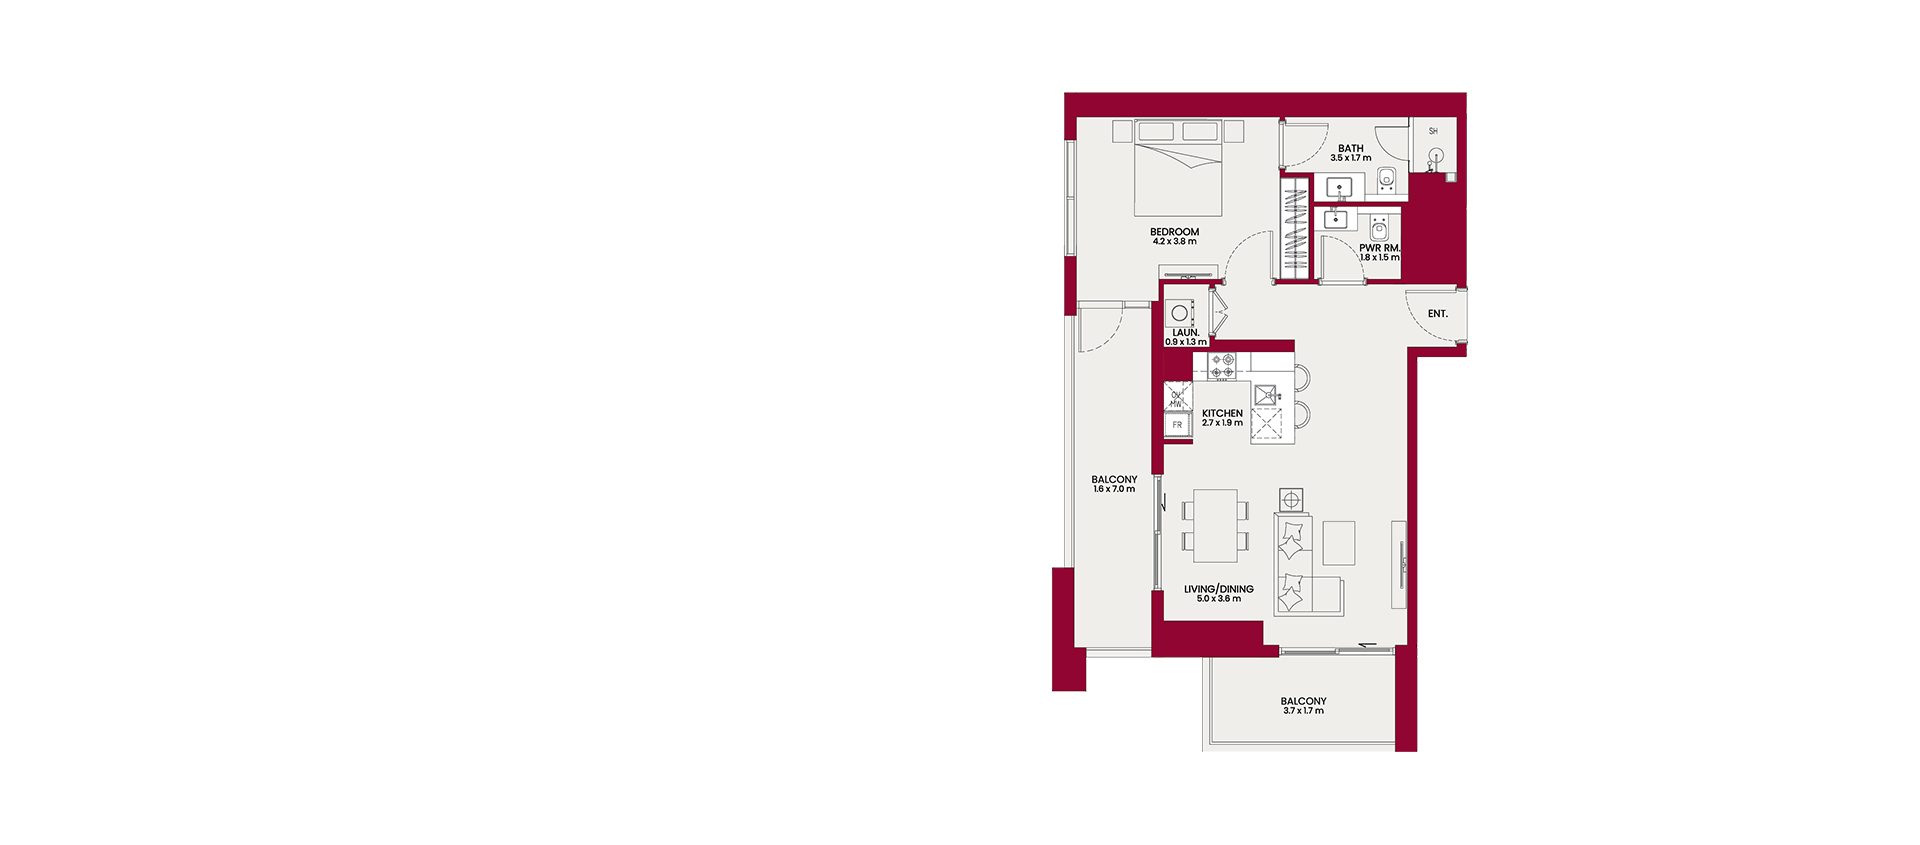 SH
BATH
3.5 x 1.7 m
BEDROOM
4.2 x 3.8 m
PWR RM.
1.8 x 1.5 m
ENT.
LAUN.
0.9 x 1.3 m
OV
MW
KITCHEN
2.7 x 1.9 m
FR
BALCONY
1.6 x 7.0 m
LIVING/DINING
5.0 x 3.6 m
BALCONY
3.7 x 1.7 m